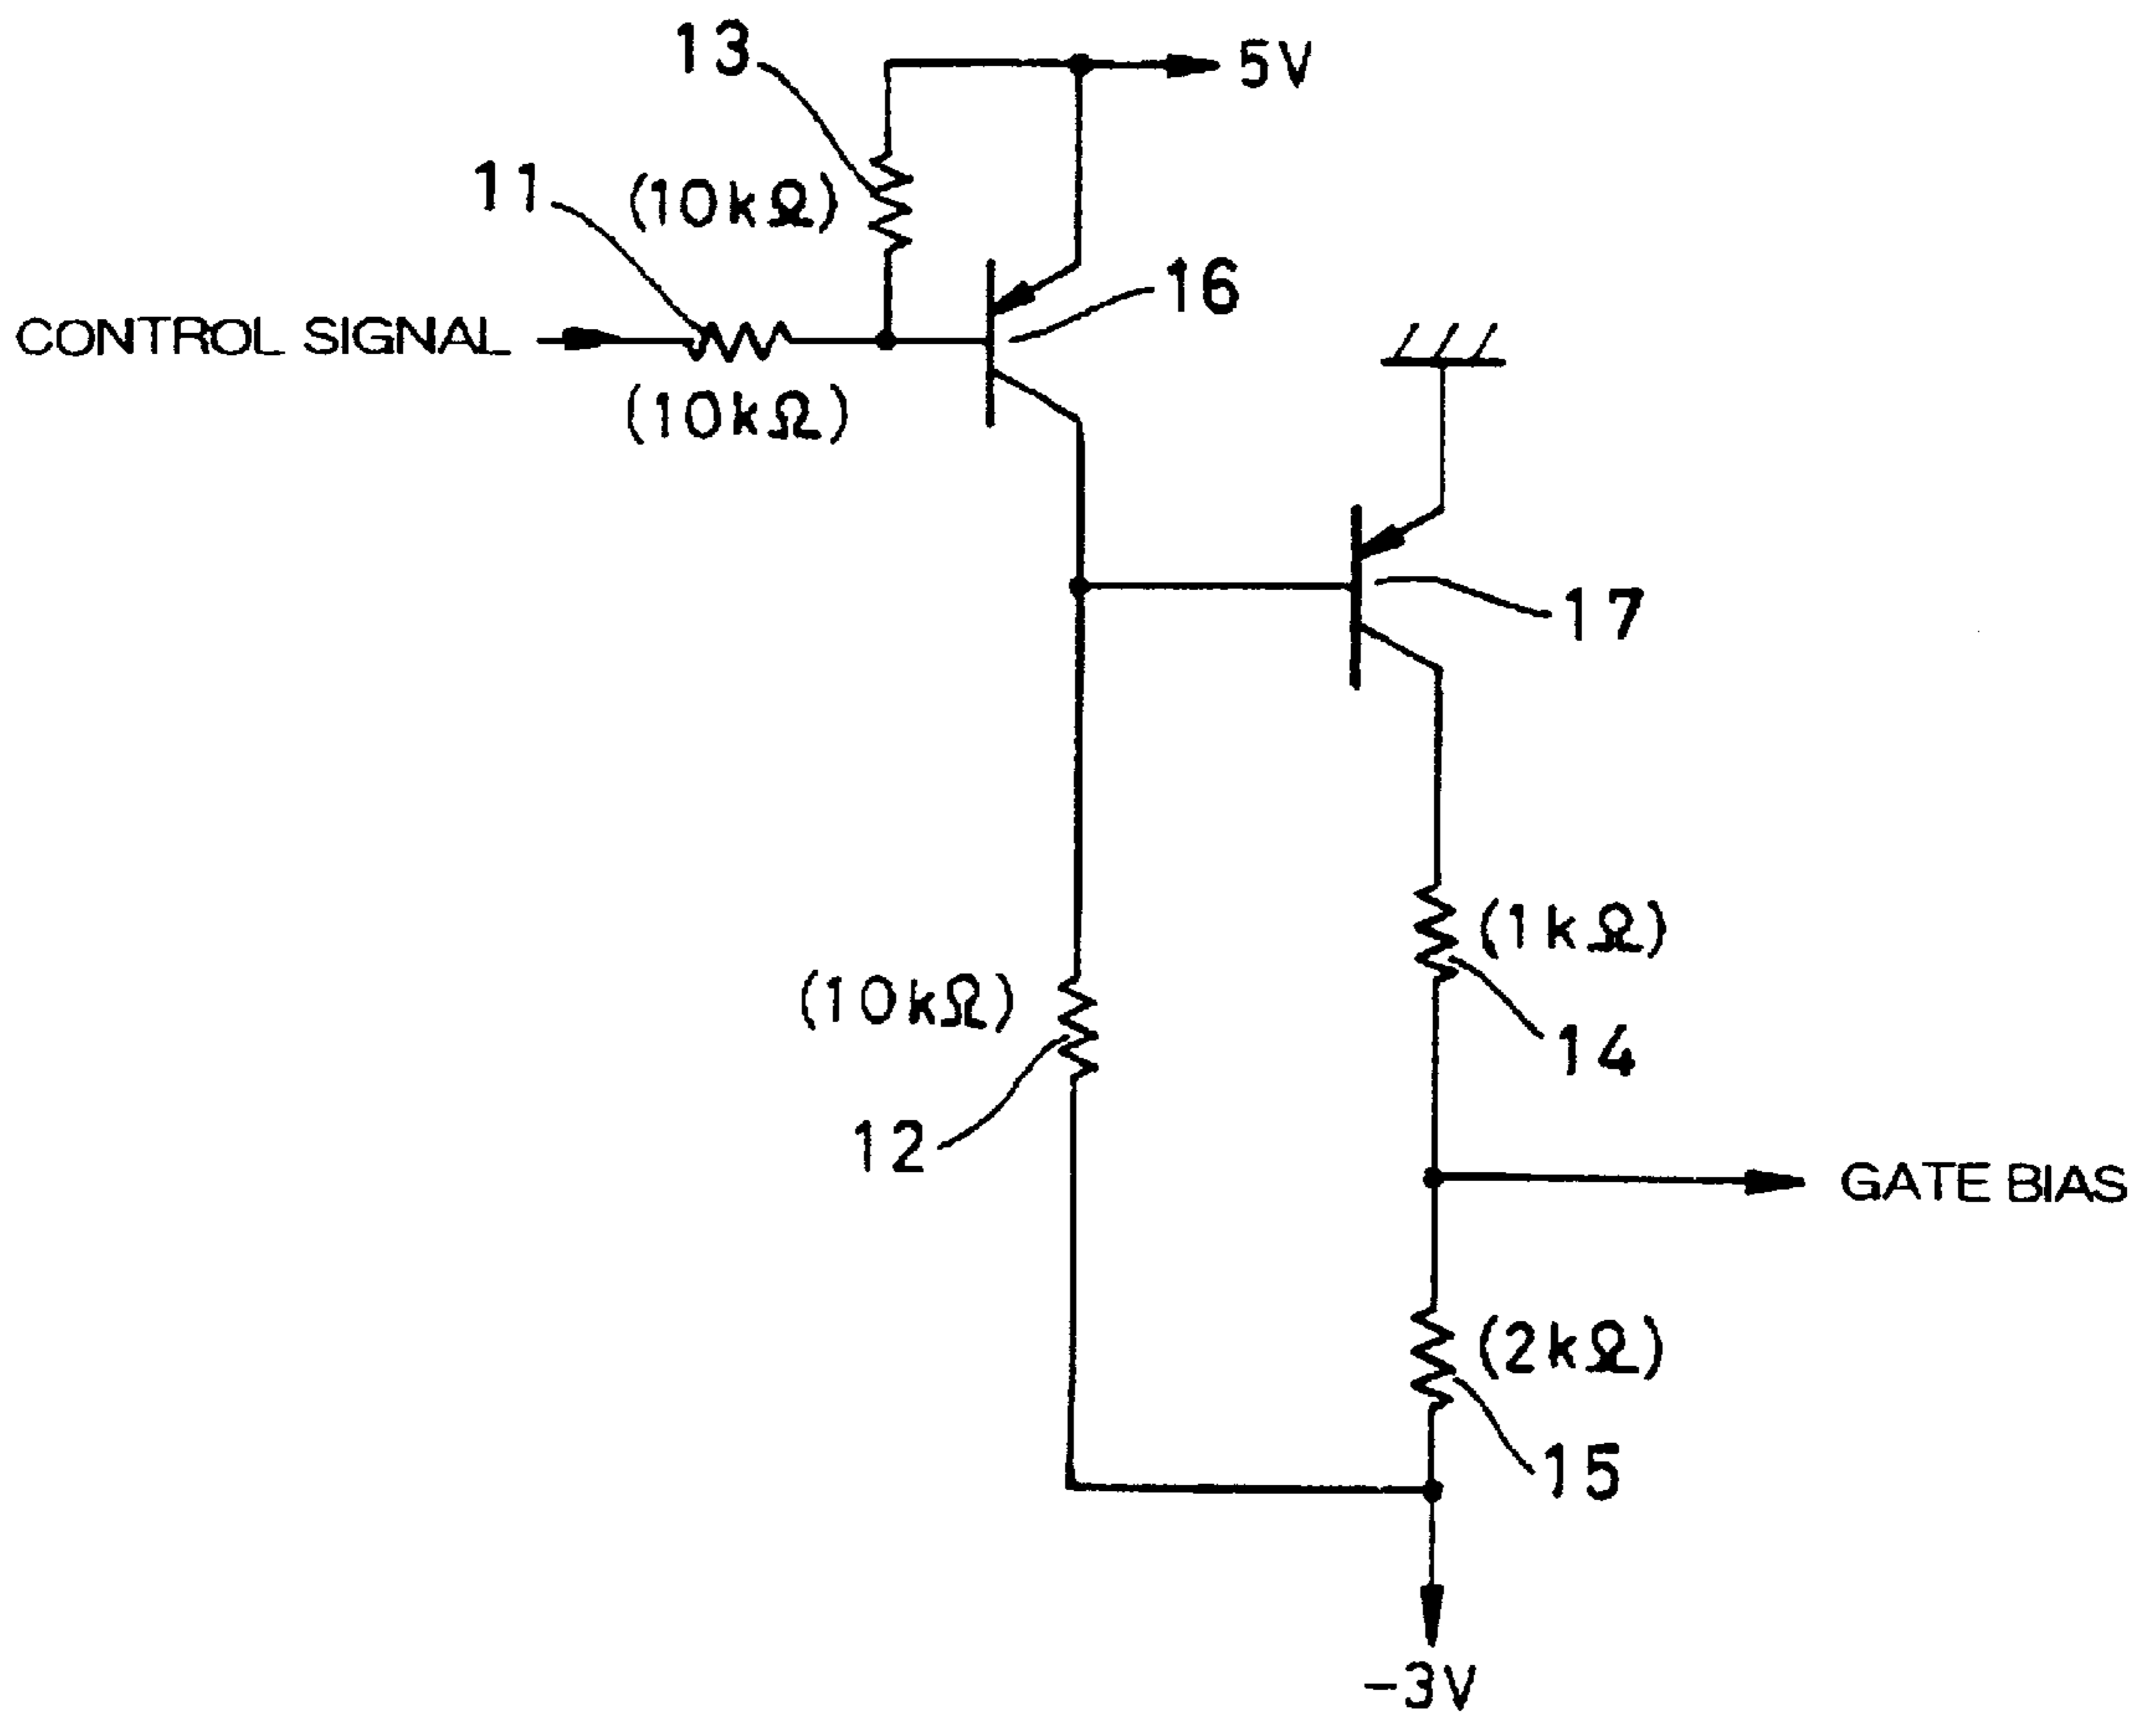 13
5V
11
(10kΩ)
16
CONTROL SIGNAL
(10kΩ)
17
(1kΩ)
(10kΩ)
14
12
GATE BIAS
(2kΩ)
15
-3V